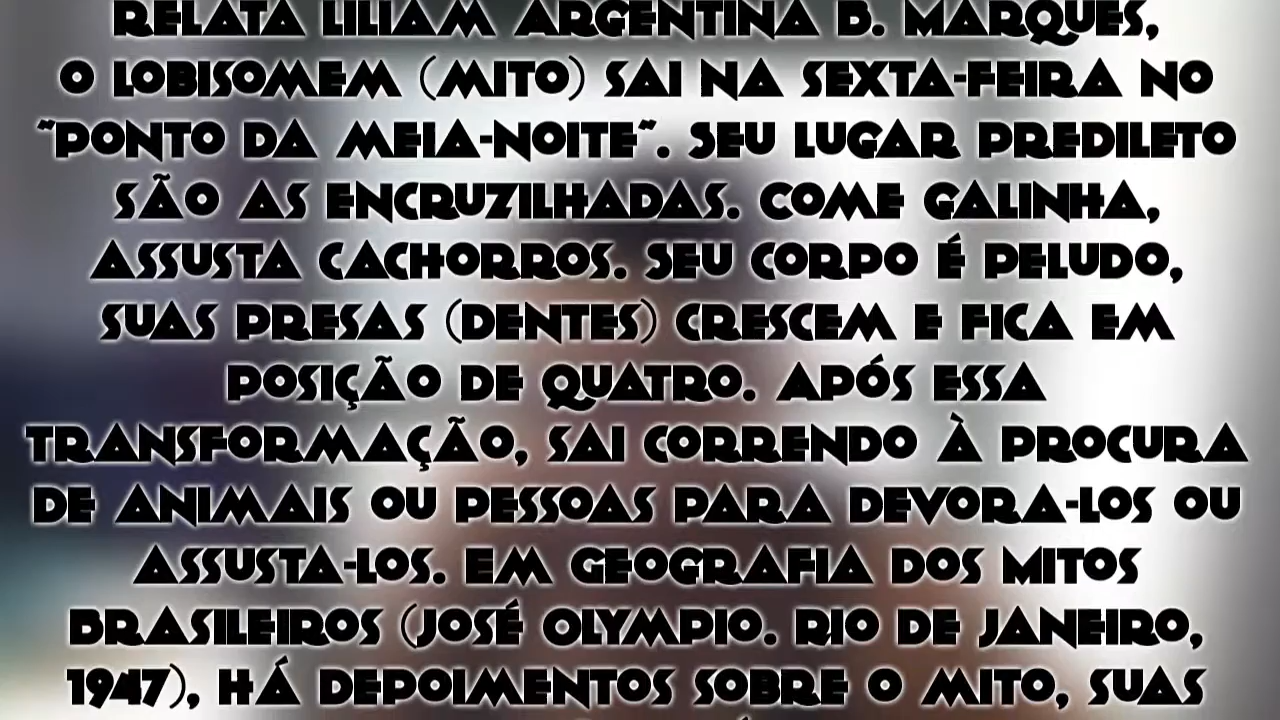 RELATA LILIAM ARGENTINA B. MARQUES,
O LOBISOMEM (MITO) SAI NA SEXTA-FEIRA NO
"PONTO DA MEIA-NOITE". SEU LUGAR PREDILETO
SÃO AS ENCRUZILHADAS. COME GALINHA,
ASSUSTA CACHORROS. SEU CORPO É PELUDO,
SUAS PRESAS (DENTES) CRESCEM E FICA EM
POSIÇÃO DE QUATRO. APÓS ESSA
TRANSFORMAÇÃO, SAI CORRENDO À PROCURA
DE ANIMAIS OU PESSOAS PARA DEVORA-LOS OU
ASSUSTA-LOS. EM GEOGRAFIA DOS MITOS
BRASILEIROS (JOSÉ OLYMPIO. RIO DE JANEIRO,
1947), HÁ DEPOIMENTOS SOBRE O MITO, SUAS